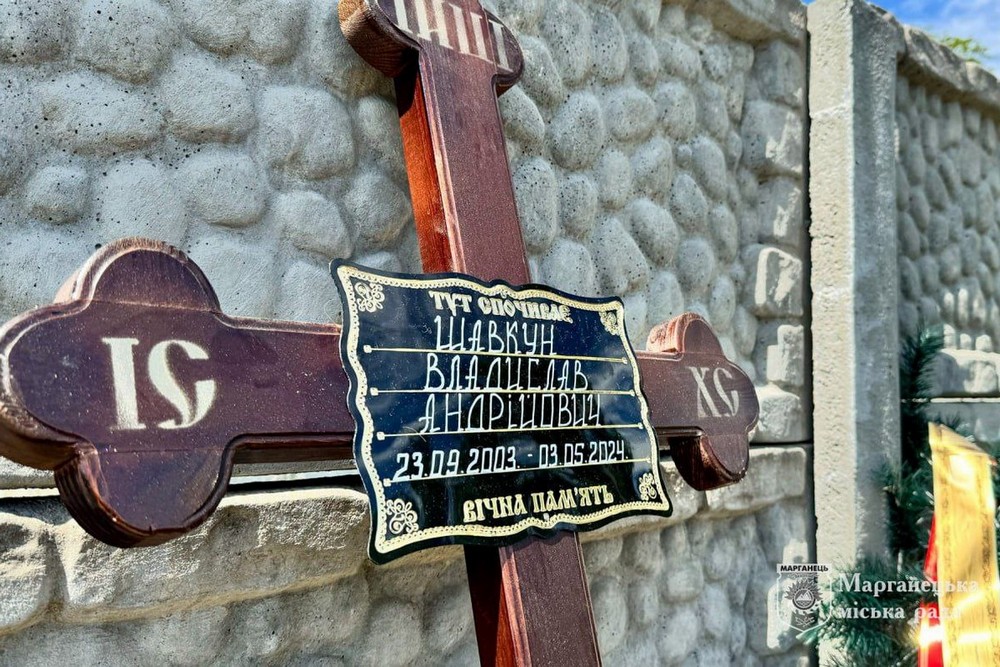 ІНЦІ
ІС
ХС
ТУТ СПОЧИВАЄ
ШАВКУН
ВЛАДИСЛАВ
АНДРІЙОВИЧ
23.09.2003. - 03.05.2024.
ВІЧНА ПАМ'ЯТЬ
МАРГАНЕЦЬ
Марганецька
міська рада